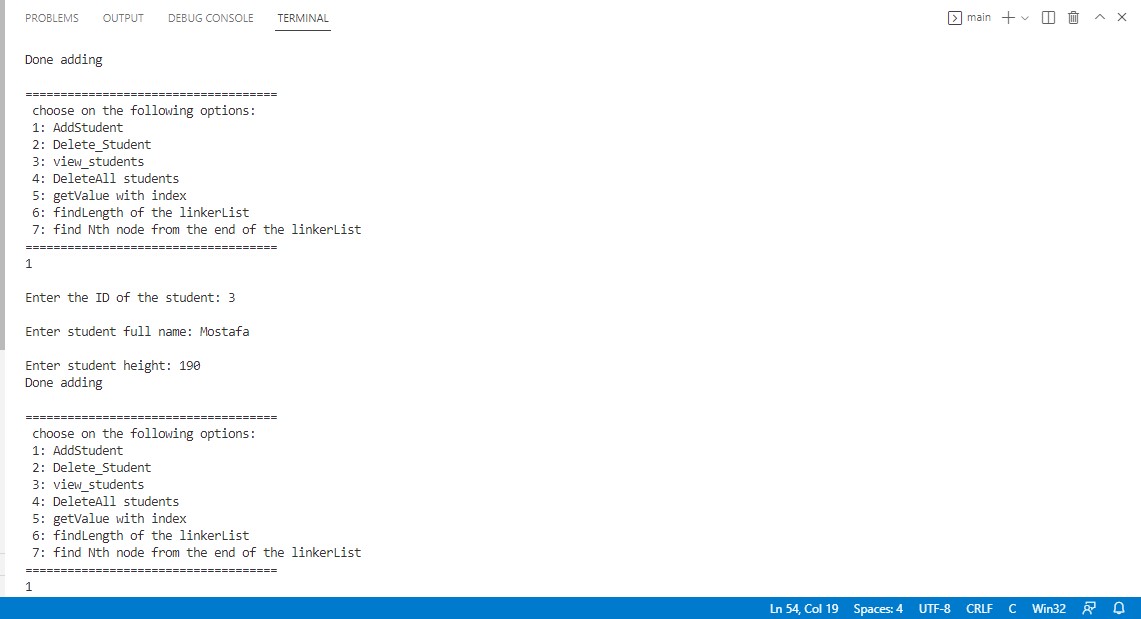 PROBLEMS OUTPUT DEBUG CONSOLE TERMINAL main
Done adding
====================================
choose on the following options:
1: AddStudent
2: Delete_Student
3: view_students
4: DeleteAll students
5: getValue with index
6: findLength of the linkerList
7: find Nth node from the end of the linkerList
====================================
1
Enter the ID of the student: 3
Enter student full name: Mostafa
Enter student height: 190
Done adding
====================================
choose on the following options:
1: AddStudent
2: Delete_Student
3: view_students
4: DeleteAll students
5: getValue with index
6: findLength of the linkerList
7: find Nth node from the end of the linkerList
====================================
1
Ln 54, Col 19 Spaces: 4 UTF-8 CRLF C Win32